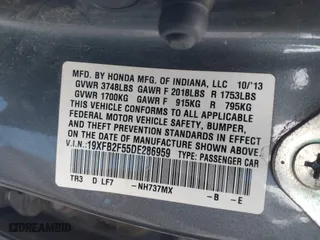 MFD. BY HONDA MFG. OF INDIANA, LLC 10/'13
GVWR 3748LBS GAWR F 2018LBS R 1753LBS
GVWR 1700KG GAWR F 915KG R 795KG
THIS VEHICLE CONFORMS TO ALL APPLICABLE
FEDERAL MOTOR VEHICLE SAFETY, BUMPER,
AND THEFT PREVENTION STANDARDS IN EFFECT
ON THE DATE OF MANUFACTURE SHOWN ABOVE.
V.I.N.:19XFB2F55DE286959 TYPE: PASSENGER CAR
TR3 D LF7 -NH737MX -B -E